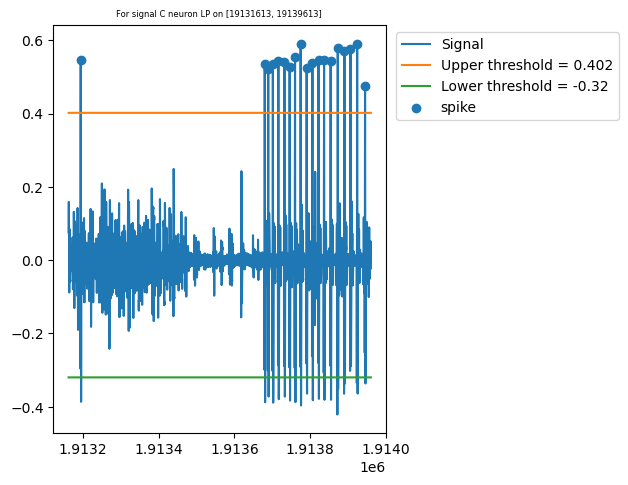 For signal C neuron LP on [19131613, 19139613]
0.6
0.4
0.2
0.0
−0.2
−0.4
1.9132
1.9134
1.9136
1.9138
1.9140
1e6
Signal
Upper threshold = 0.402
Lower threshold = -0.32
spike